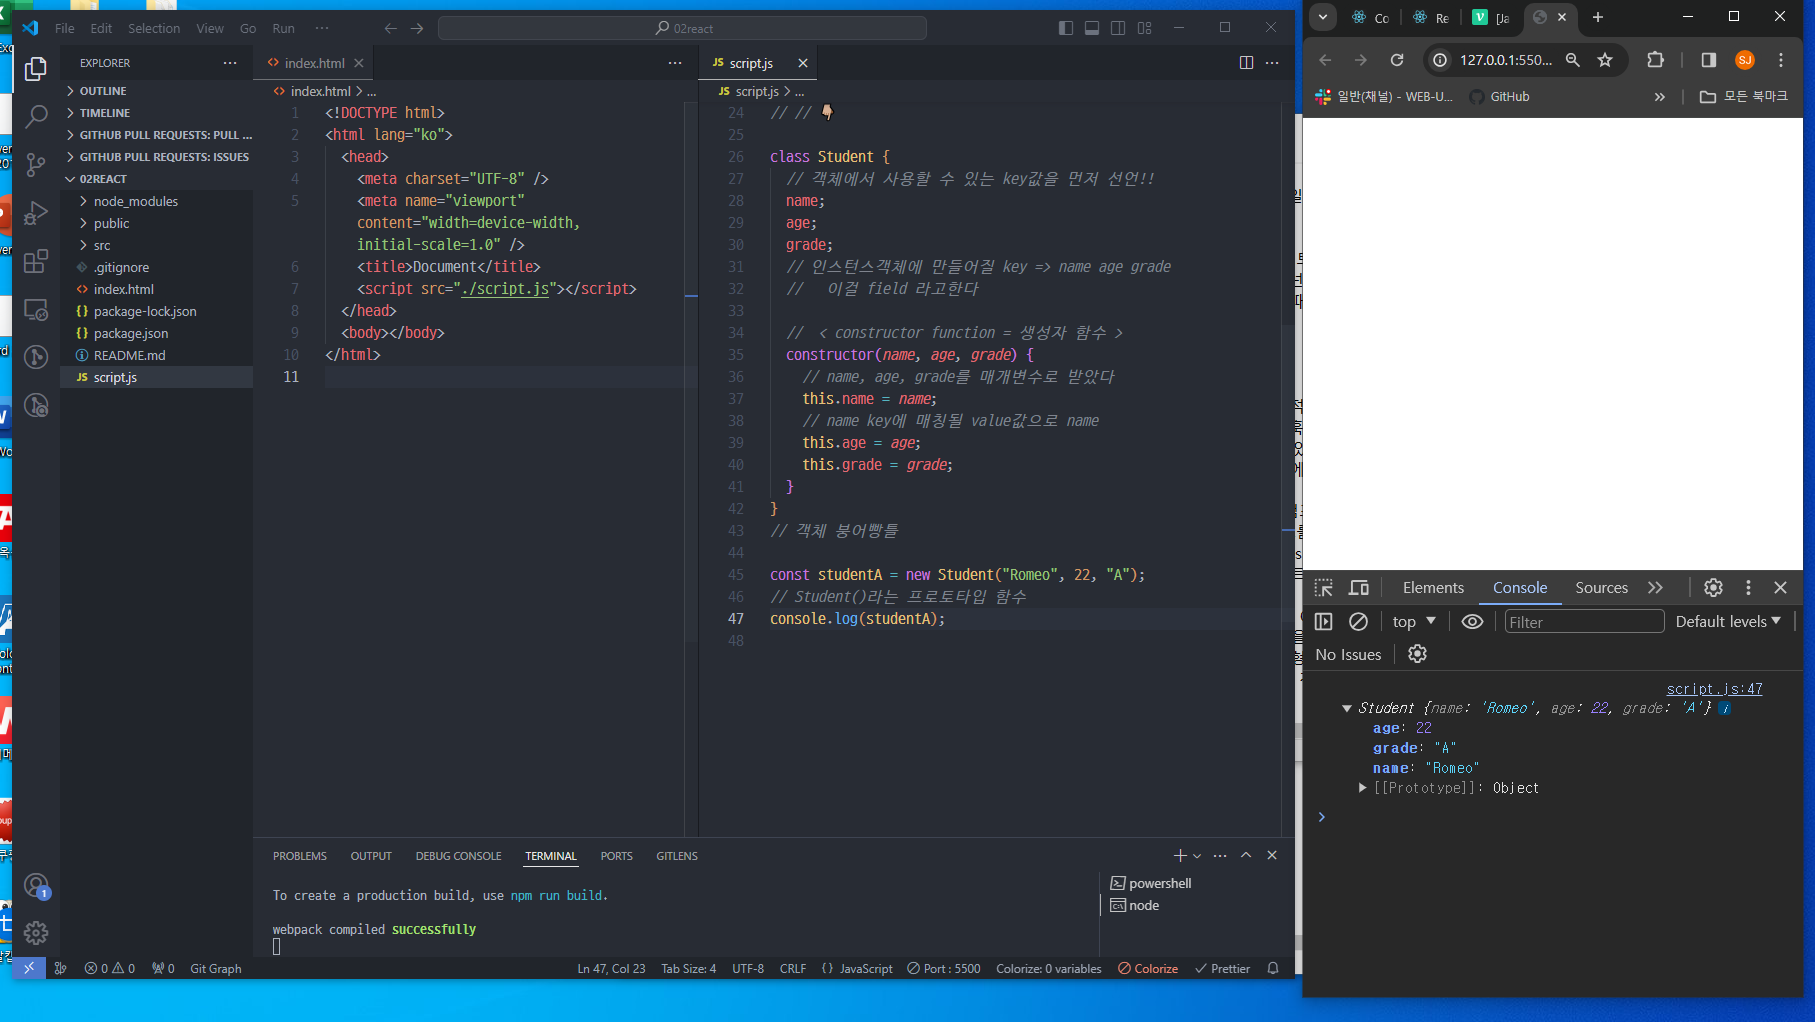 File Edit Selection View Go Run ···
02react
EXPLORER
OUTLINE
TIMELINE
GITHUB PULL REQUESTS: PULL ...
GITHUB PULL REQUESTS: ISSUES
02REACT
node_modules
public
src
.gitignore
index.html
package-lock.json
package.json
README.md
script.js
index.html
index.html > ...
1 <!DOCTYPE html>
2 <html lang="ko">
3 <head>
4 <meta charset="UTF-8" />
5 <meta name="viewport"
content="width=device-width,
initial-scale=1.0" />
6 <title>Document</title>
7 <script src="./script.js"></script>
8 </head>
9 <body></body>
10 </html>
11
script.js
JS script.js > ...
24 // // 👇
25
26 class Student {
27 // 객체에서 사용할 수 있는 key값을 먼저 선언!!
28 name;
29 age;
30 grade;
31 // 인스턴스객체에 만들어질 key => name age grade
32 // 이걸 field 라고한다
33
34 // < constructor function = 생성자 함수 >
35 constructor(name, age, grade) {
36 // name, age, grade를 매개변수로 받았다
37 this.name = name;
38 // name key에 매칭될 value값으로 name
39 this.age = age;
40 this.grade = grade;
41 }
42 }
43 // 객체 붕어빵틀
44
45 const studentA = new Student("Romeo", 22, "A");
46 // Student()라는 프로토타입 함수
47 console.log(studentA);
48
PROBLEMS OUTPUT DEBUG CONSOLE TERMINAL PORTS GITLENS
To create a production build, use npm run build.
webpack compiled successfully
powershell
node
0 0 0 Git Graph
Ln 47, Col 23 Tab Size: 4 UTF-8 CRLF {} JavaScript Port : 5500 Colorize: 0 variables Colorize Prettier
Co Re [Ja
127.0.0.1:550... SJ
일반(채널) - WEB-U... GitHub » 모든 북마크
Elements Console Sources
top Filter Default levels
No Issues
script.js:47
Student {name: 'Romeo', age: 22, grade: 'A'}
age: 22
grade: "A"
name: "Romeo"
[[Prototype]]: Object